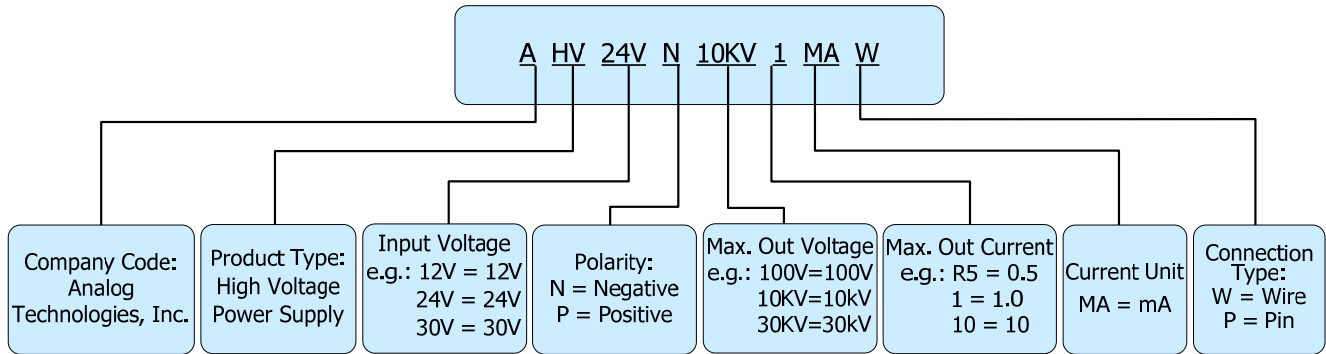 A HV 24V N 10KV 1 MA W
Company Code:
Analog
Technologies, Inc.
Product Type:
High Voltage
Power Supply
Input Voltage
e.g.: 12V = 12V
24V = 24V
30V = 30V
Polarity:
N = Negative
P = Positive
Max. Out Voltage
e.g.: 100V=100V
10KV=10kV
30KV=30kV
Max. Out Current
e.g.: R5 = 0.5
1 = 1.0
10 = 10
Current Unit
MA = mA
Connection
Type:
W = Wire
P = Pin